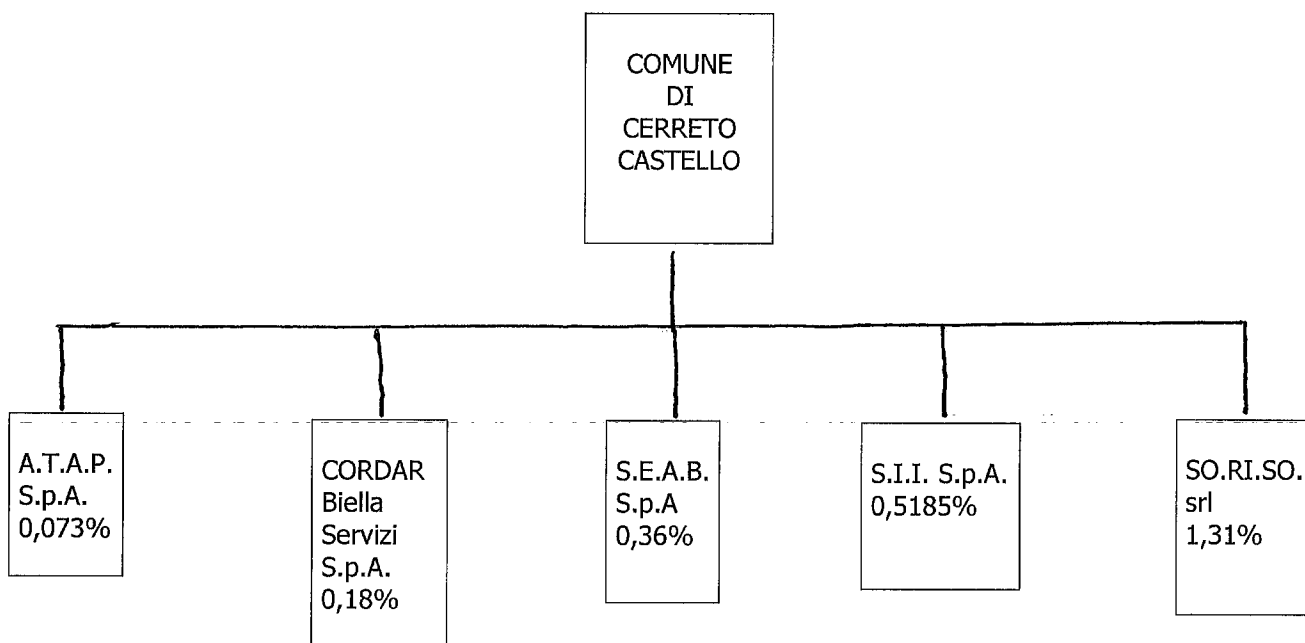 COMUNE
DI
CERRETO
CASTELLO
A.T.A.P.
S.p.A.
0,073%
CORDAR
Biella
Servizi
S.p.A.
0,18%
S.E.A.B.
S.p.A
0,36%
S.I.I. S.p.A.
0,5185%
SO.RI.SO.
srl
1,31%